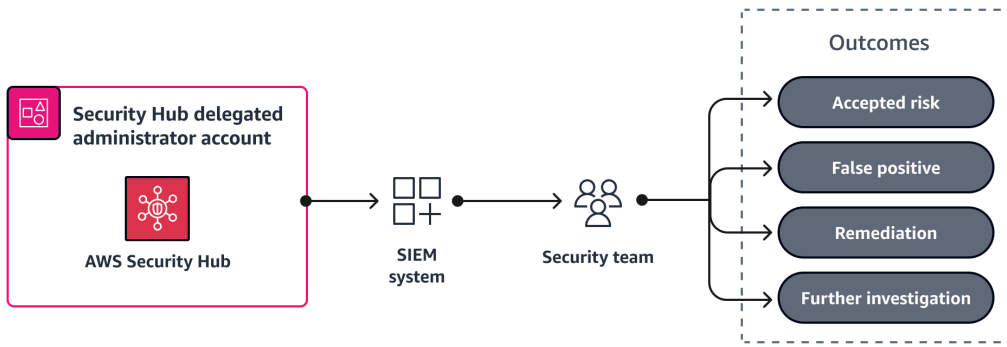 Security Hub delegated
administrator account
AWS Security Hub
SIEM
system
Security team
Outcomes
Accepted risk
False positive
Remediation
Further investigation